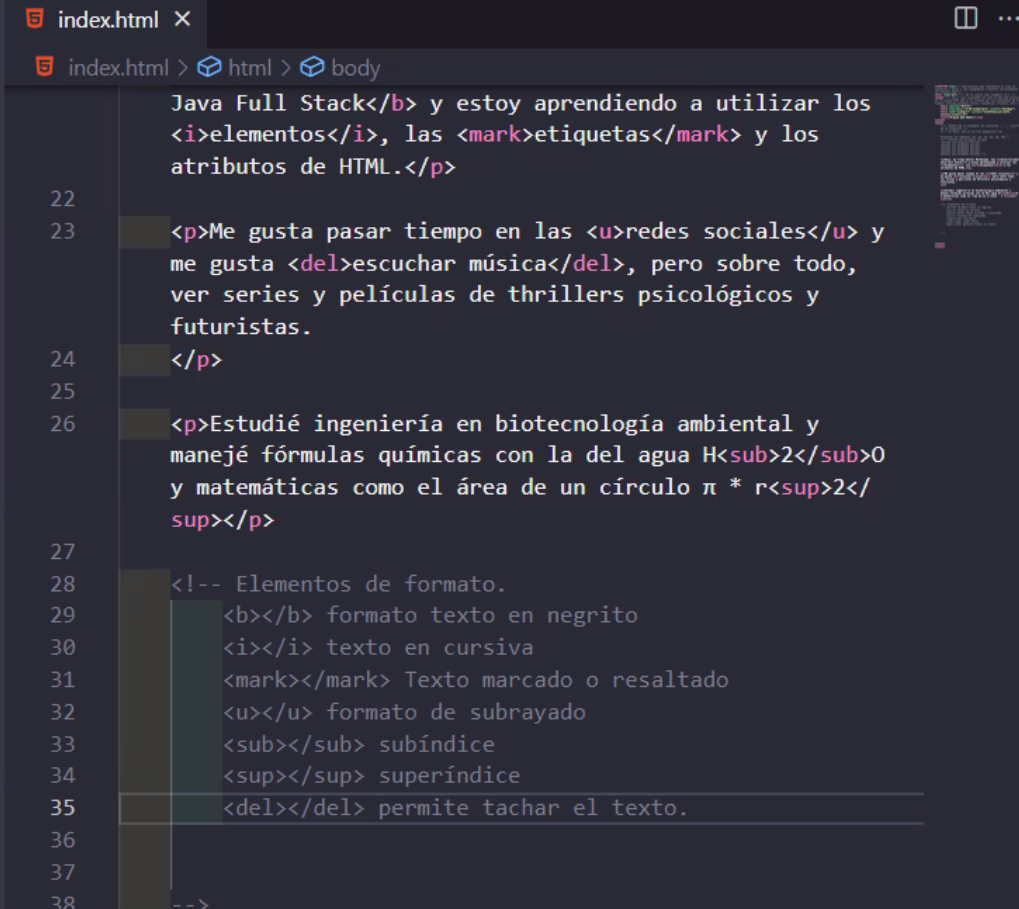 index.html ×
index.html > html > body
Java Full Stack</b> y estoy aprendiendo a utilizar los
<i>elementos</i>, las <mark>etiquetas</mark> y los
atributos de HTML.</p>
22
23 <p>Me gusta pasar tiempo en las <u>redes sociales</u> y
me gusta <del>escuchar música</del>, pero sobre todo,
ver series y películas de thrillers psicológicos y
futuristas.
24 </p>
25
26 <p>Estudié ingeniería en biotecnología ambiental y
manejé fórmulas químicas con la del agua H<sub>2</sub>O
y matemáticas como el área de un círculo π * r<sup>2</
sup></p>
27
28 <!-- Elementos de formato.
29 <b></b> formato texto en negrito
30 <i></i> texto en cursiva
31 <mark></mark> Texto marcado o resaltado
32 <u></u> formato de subrayado
33 <sub></sub> subíndice
34 <sup></sup> superíndice
35 <del></del> permite tachar el texto.
36
37
38 -->